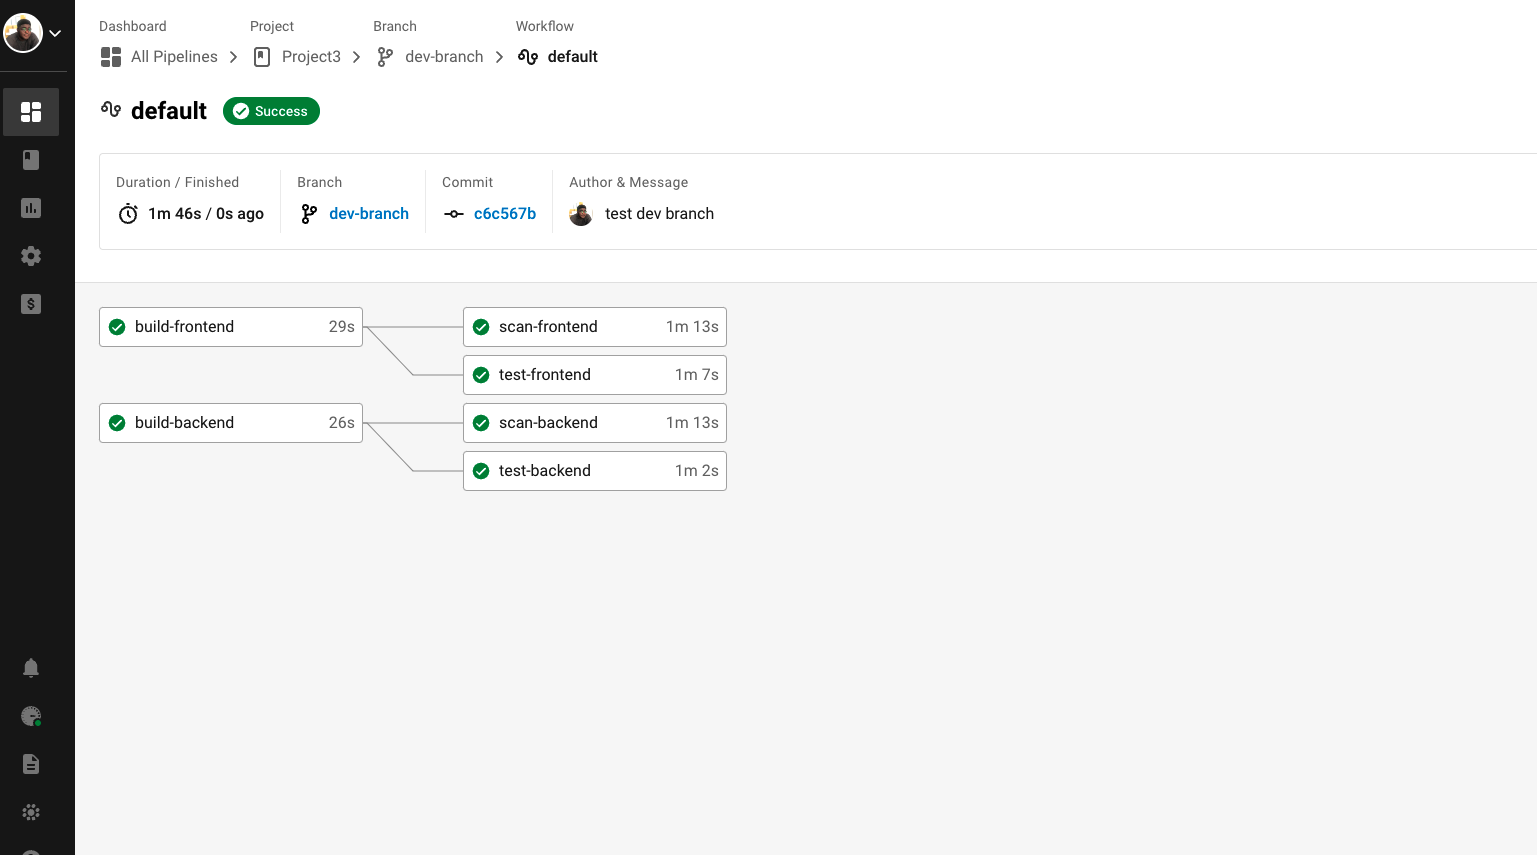 Dashboard Project Branch Workflow
All Pipelines Project3 dev-branch default
default Success
Duration / Finished Branch Commit Author & Message
1m 46s / 0s ago dev-branch c6c567b test dev branch
build-frontend 29s scan-frontend 1m 13s
test-frontend 1m 7s
build-backend 26s scan-backend 1m 13s
test-backend 1m 2s